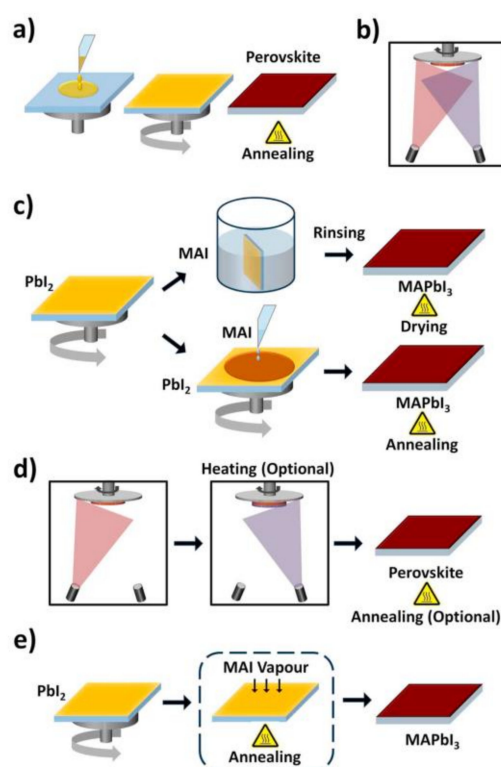 a)
Perovskite
Annealing
b)
c)
PbI₂
MAI
Rinsing
MAPbI₃
Drying
MAI
PbI₂
MAPbI₃
Annealing
d)
Heating (Optional)
Perovskite
Annealing (Optional)
e)
PbI₂
MAI Vapour
Annealing
MAPbI₃